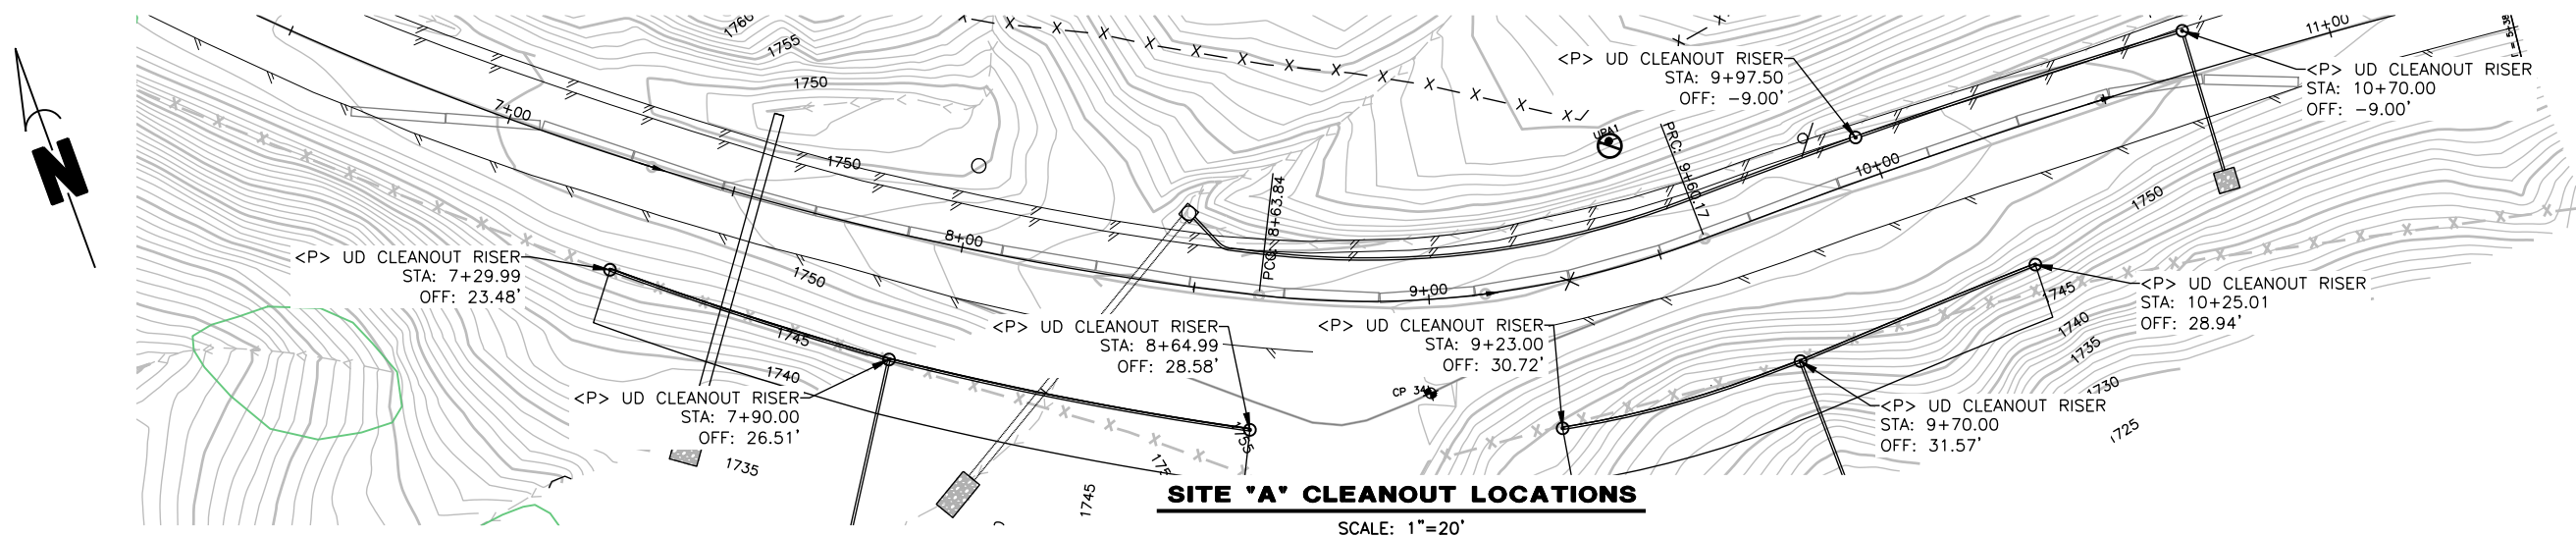 N
1760
1755
1750
7+00
1750
8+00
1750
PCC: 8+63.84
9+00
PRC: 9+60.17
10+00
11+00
1750
<P> UD CLEANOUT RISER
STA: 9+97.50
OFF: -9.00'
<P> UD CLEANOUT RISER
STA: 10+70.00
OFF: -9.00'
<P> UD CLEANOUT RISER
STA: 7+29.99
OFF: 23.48'
<P> UD CLEANOUT RISER
STA: 7+90.00
OFF: 26.51'
<P> UD CLEANOUT RISER
STA: 8+64.99
OFF: 28.58'
<P> UD CLEANOUT RISER
STA: 9+23.00
OFF: 30.72'
<P> UD CLEANOUT RISER
STA: 10+25.01
OFF: 28.94'
<P> UD CLEANOUT RISER
STA: 9+70.00
OFF: 31.57'
1745
1740
1735
1745
1745
1740
1735
1730
1725
SITE "A" CLEANOUT LOCATIONS
SCALE: 1"=20'